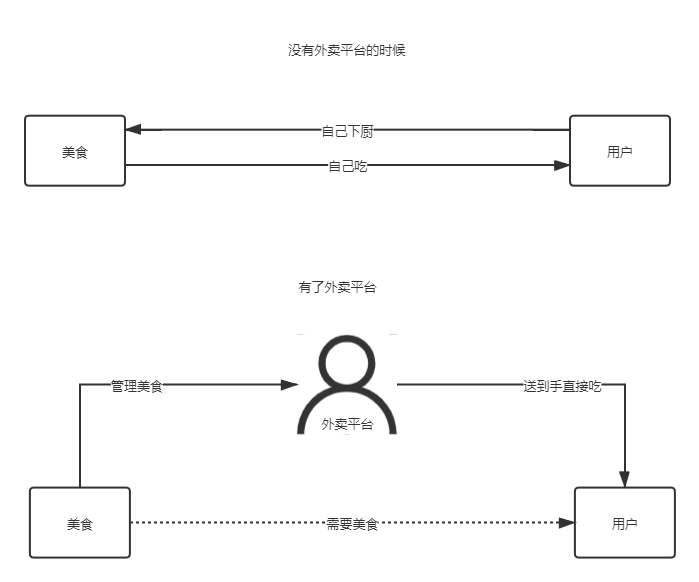 没有外卖平台的时候
自己下厨
美食
用户
自己吃
有了外卖平台
管理美食
送到手直接吃
外卖平台
美食
需要美食
用户